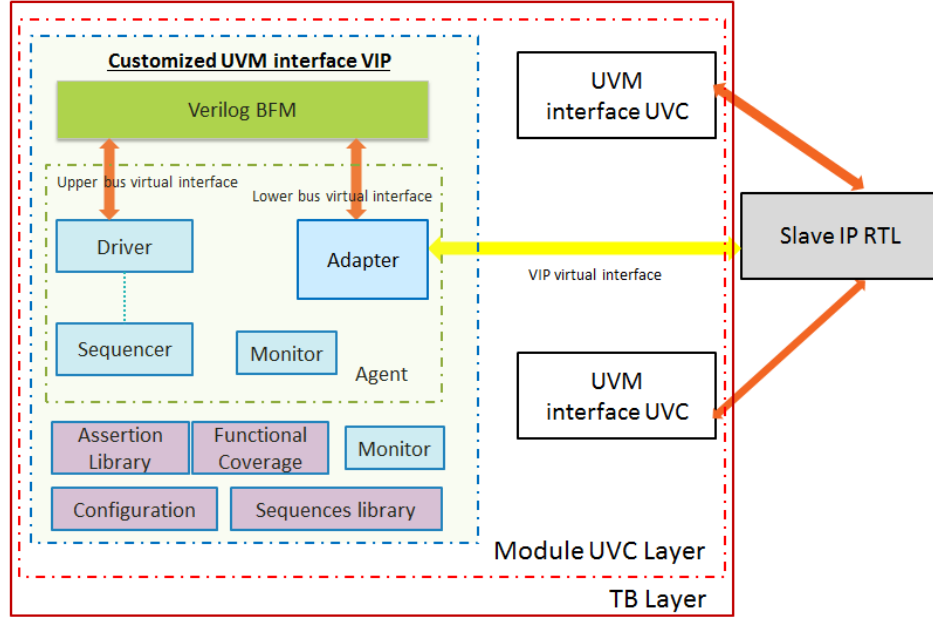 Customized UVM interface VIP
Verilog BFM
Upper bus virtual interface
Lower bus virtual interface
Driver
Adapter
Sequencer
Monitor
Agent
Assertion
Library
Functional
Coverage
Monitor
Configuration
Sequences library
UVM
interface UVC
Slave IP RTL
VIP virtual interface
UVM
interface UVC
Module UVC Layer
TB Layer